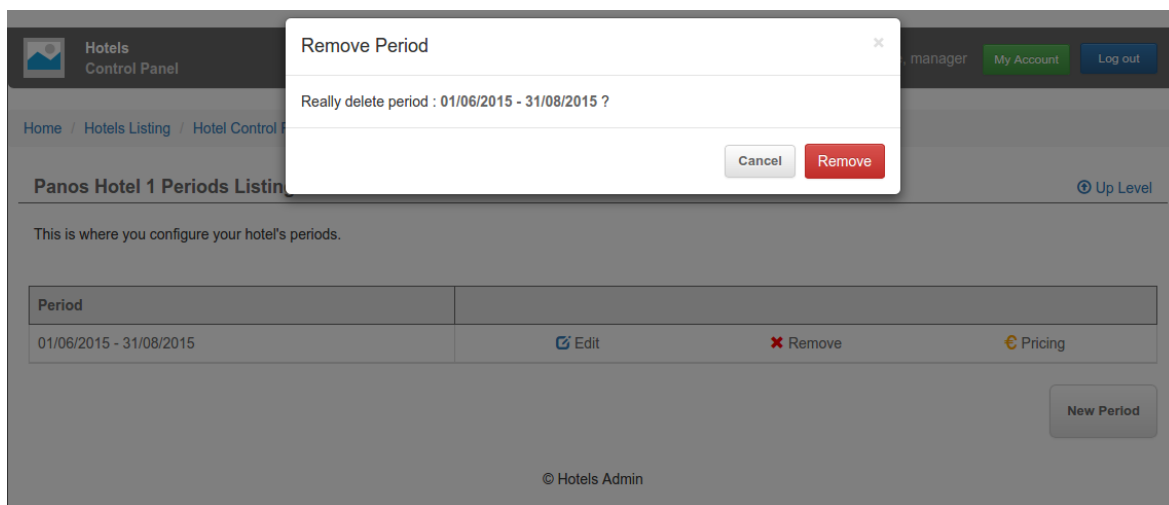 Remove Period
×
Really delete period : 01/06/2015 - 31/08/2015 ?
Cancel
Remove
Hotels
Control Panel
, manager
My Account
Log out
Home / Hotels Listing / Hotel Control
Panos Hotel 1 Periods Listing
Up Level
This is where you configure your hotel's periods.
Period
01/06/2015 - 31/08/2015 Edit Remove € Pricing
New Period
© Hotels Admin